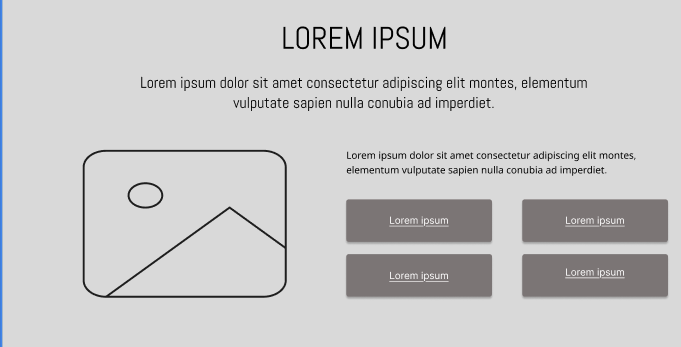 LOREM IPSUM
Lorem ipsum dolor sit amet consectetur adipiscing elit montes, elementum
vulputate sapien nulla conubia ad imperdiet.
Lorem ipsum dolor sit amet consectetur adipiscing elit montes,
elementum vulputate sapien nulla conubia ad imperdiet.
Lorem ipsum
Lorem ipsum
Lorem ipsum
Lorem ipsum